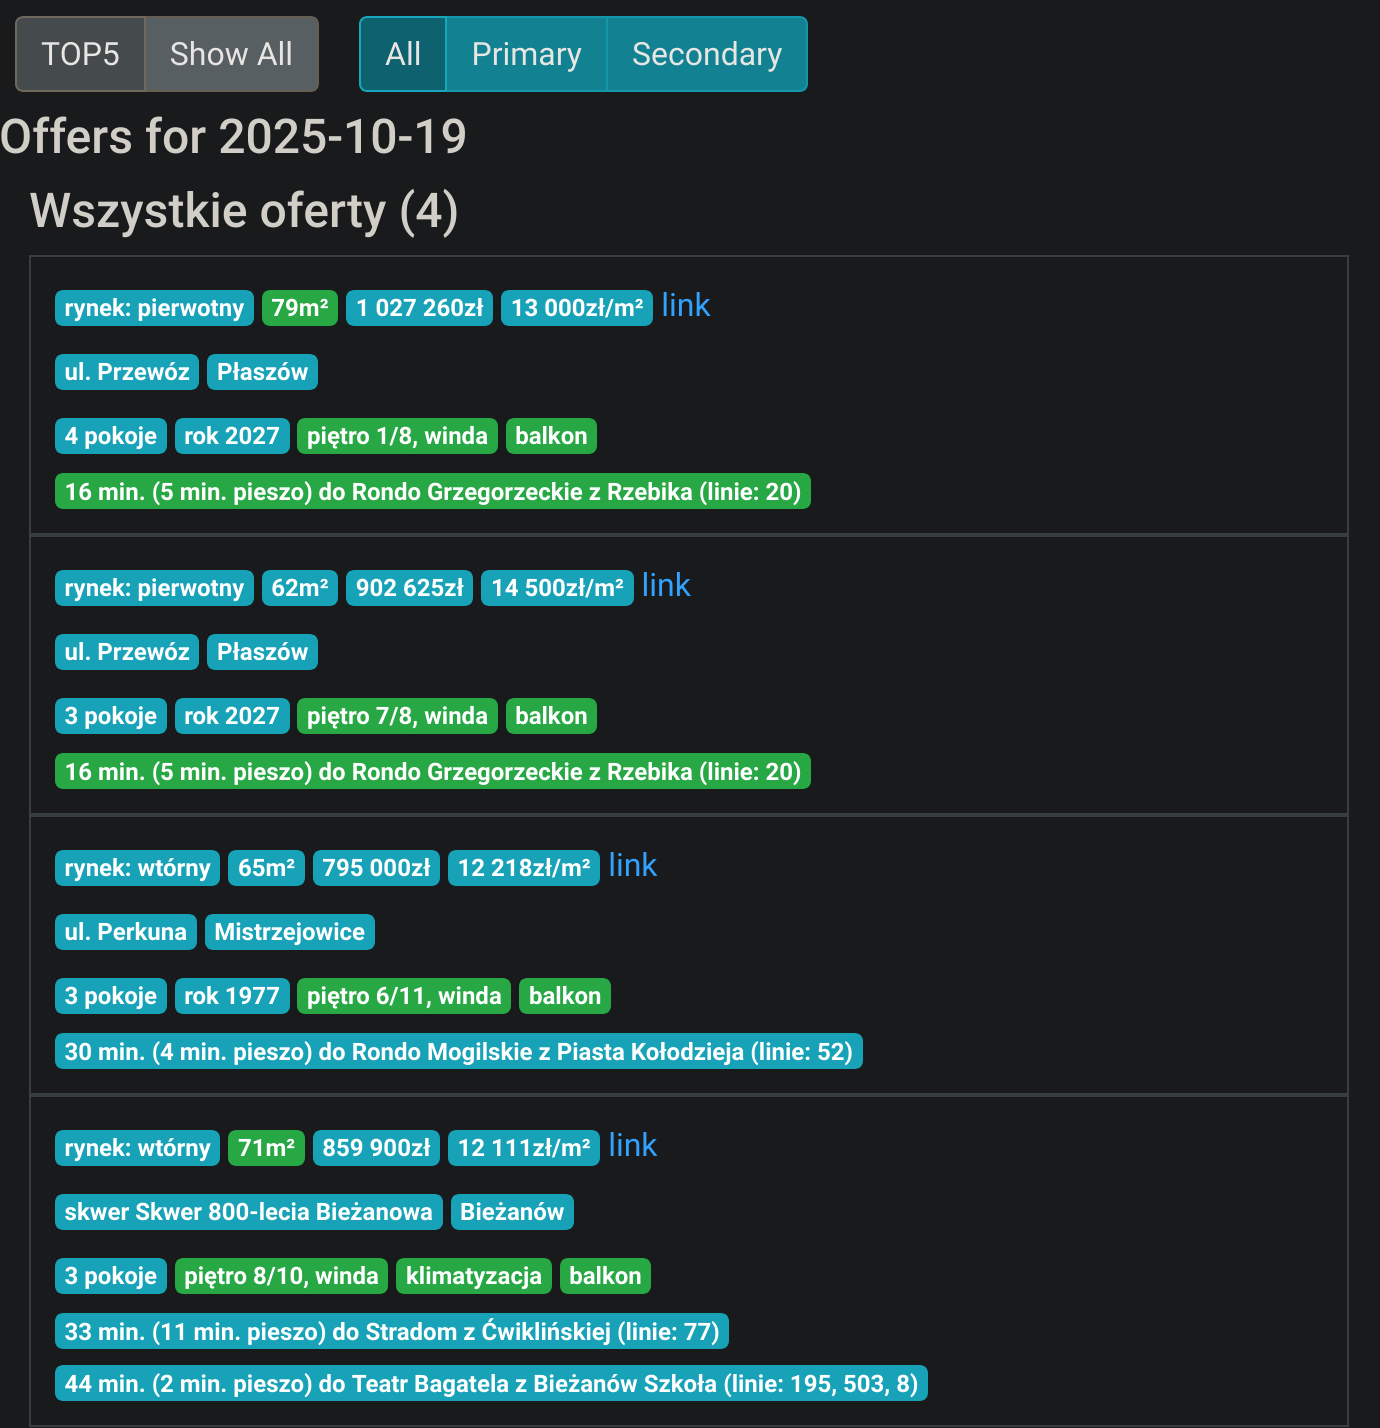 TOP5 Show All All Primary Secondary
Offers for 2025-10-19
Wszystkie oferty (4)
rynek: pierwotny 79m² 1 027 260zł 13 000zł/m² link
ul. Przewóz Płaszów
4 pokoje rok 2027 piętro 1/8, winda balkon
16 min. (5 min. pieszo) do Rondo Grzegorzeckie z Rzebika (linie: 20)
rynek: pierwotny 62m² 902 625zł 14 500zł/m² link
ul. Przewóz Płaszów
3 pokoje rok 2027 piętro 7/8, winda balkon
16 min. (5 min. pieszo) do Rondo Grzegorzeckie z Rzebika (linie: 20)
rynek: wtórny 65m² 795 000zł 12 218zł/m² link
ul. Perkuna Mistrzejowice
3 pokoje rok 1977 piętro 6/11, winda balkon
30 min. (4 min. pieszo) do Rondo Mogilskie z Piasta Kołodzieja (linie: 52)
rynek: wtórny 71m² 859 900zł 12 111zł/m² link
skwer Skwer 800-lecia Bieżanowa Bieżanów
3 pokoje piętro 8/10, winda klimatyzacja balkon
33 min. (11 min. pieszo) do Stradom z Ćwiklińskiej (linie: 77)
44 min. (2 min. pieszo) do Teatr Bagatela z Bieżanów Szkoła (linie: 195, 503, 8)